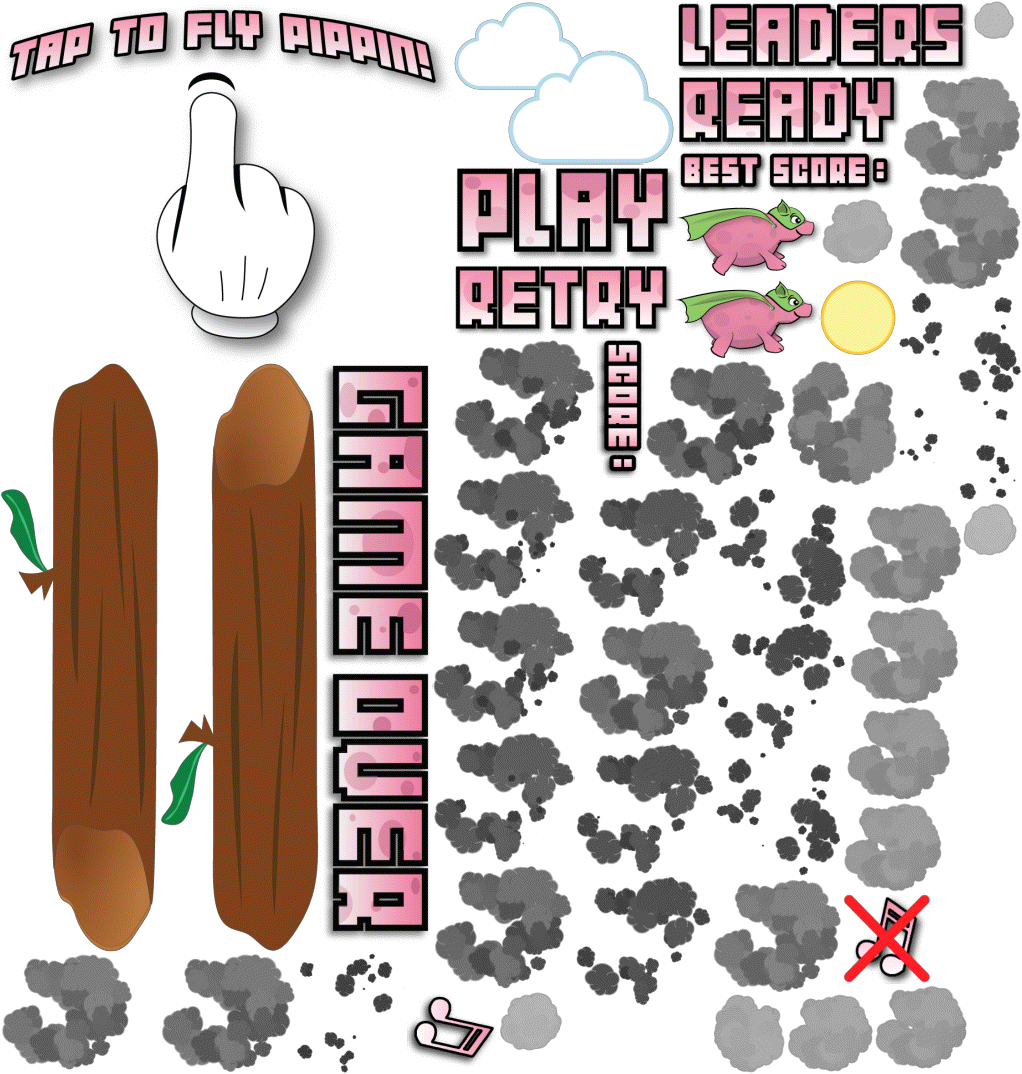 TAP TO FLY PIPPIN!
LEADERS
READY
BEST SCORE:
PLAY
RETRY
SCORE:
GAME OVER